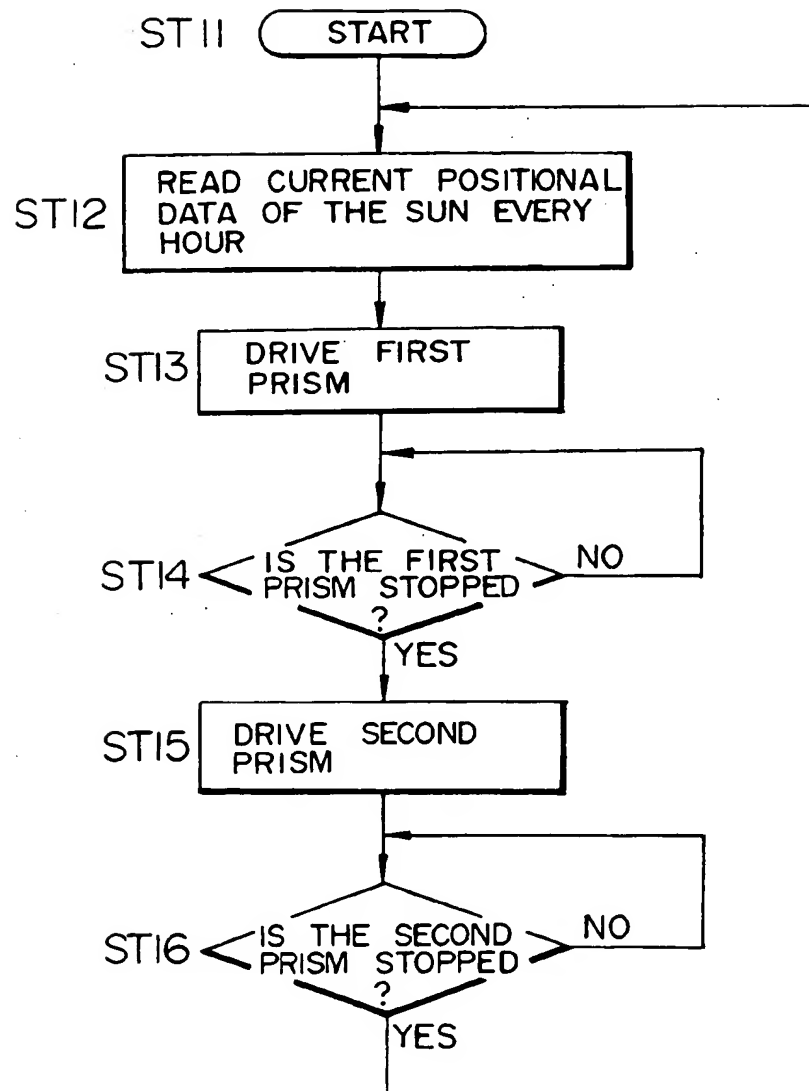 ST11 START
READ CURRENT POSITIONAL
ST12 DATA OF THE SUN EVERY
HOUR
ST13 DRIVE FIRST
PRISM
IS THE FIRST NO
ST14 PRISM STOPPED
?
YES
ST15 DRIVE SECOND
PRISM
IS THE SECOND NO
ST16 PRISM STOPPED
?
YES